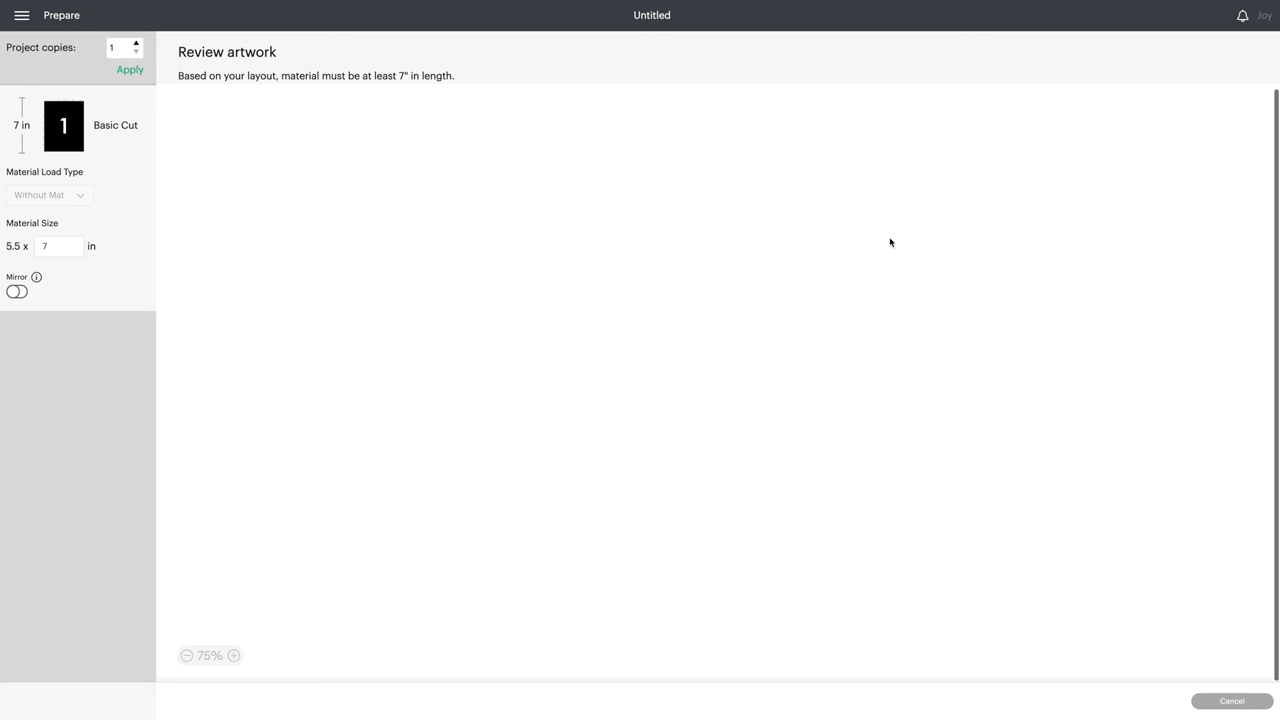 Prepare
Untitled
Joy
Project copies:
1
Apply
Review artwork
Based on your layout, material must be at least 7" in length.
7 in
1
Basic Cut
Material Load Type
Without Mat
Material Size
5.5 x
7
in
Mirror
75%
Cancel